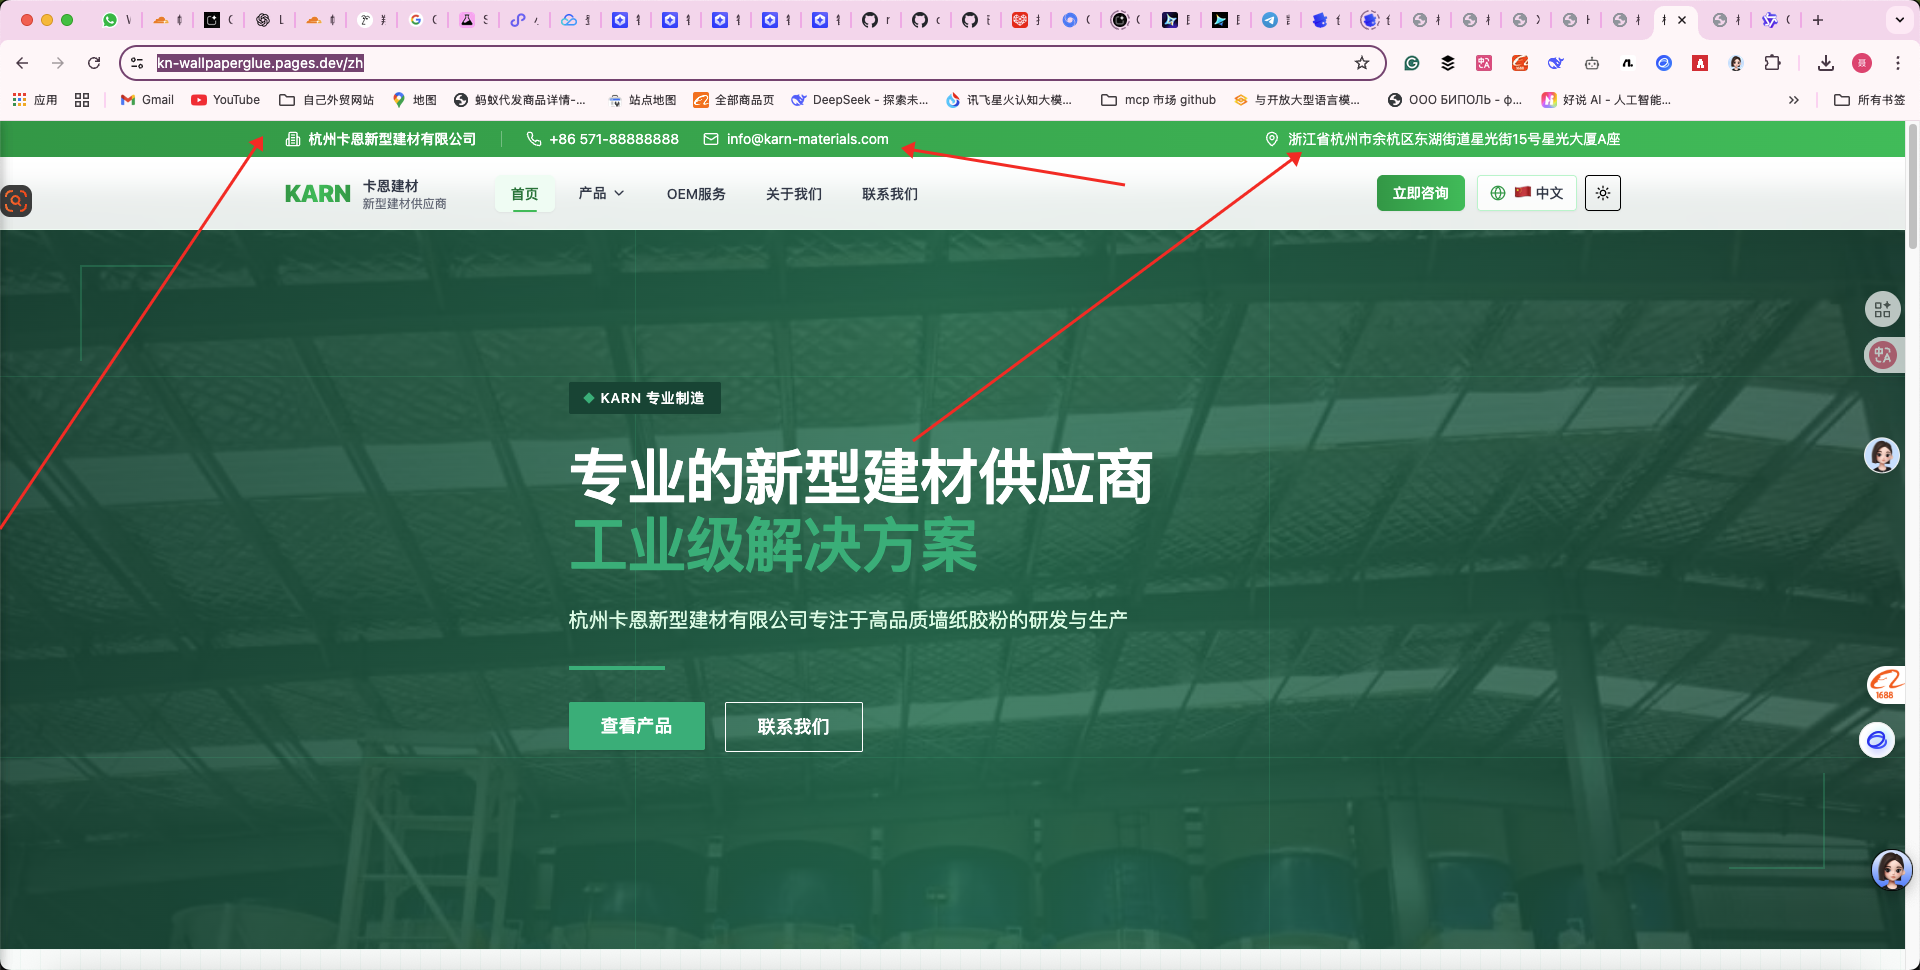 kn-wallpaperglue.pages.dev/zh
应用
Gmail
YouTube
自己外贸网站
地图
蚂蚁代发商品详情-...
站点地图
全部商品页
DeepSeek - 探索未...
讯飞星火认知大模...
mcp 市场 github
与开放大型语言模...
ООО БИПОЛЬ - ф...
好说 AI - 人工智能...
所有书签
杭州卡恩新型建材有限公司
+86 571-88888888
info@karn-materials.com
浙江省杭州市余杭区东湖街道星光街15号星光大厦A座
KARN
卡恩建材
新型建材供应商
首页
产品
OEM服务
关于我们
联系我们
立即咨询
中文
KARN 专业制造
专业的新型建材供应商
工业级解决方案
杭州卡恩新型建材有限公司专注于高品质墙纸胶粉的研发与生产
查看产品
联系我们
1688